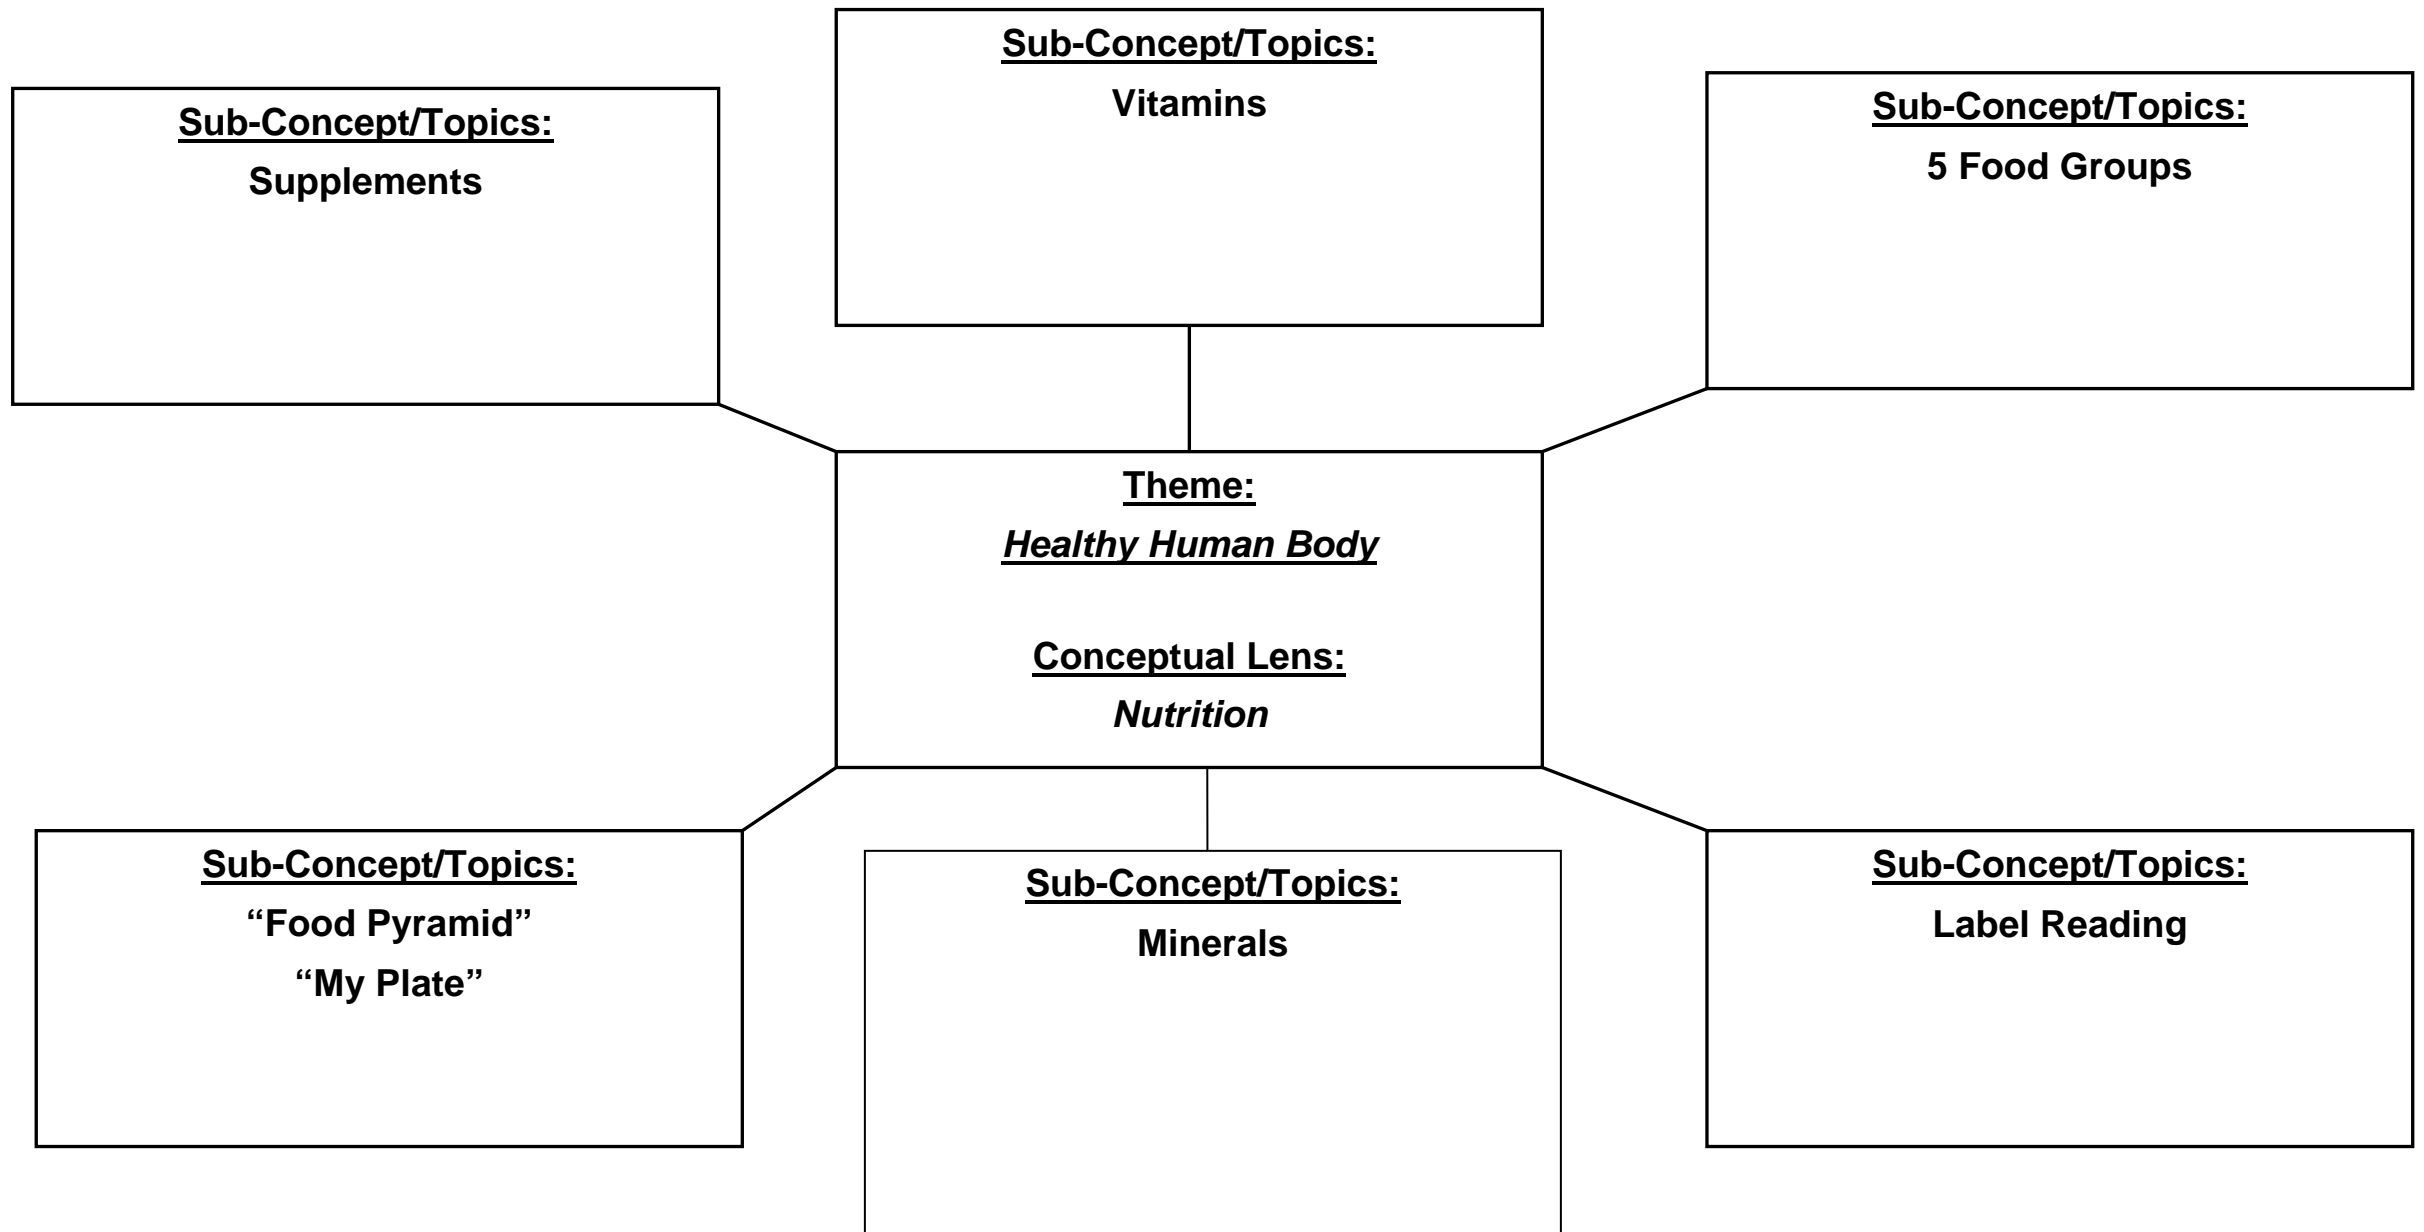 Sub-Concept/Topics:
Supplements
Sub-Concept/Topics:
Vitamins
Sub-Concept/Topics:
5 Food Groups
Theme:
Healthy Human Body
Conceptual Lens:
Nutrition
Sub-Concept/Topics:
“Food Pyramid”
“My Plate”
Sub-Concept/Topics:
Minerals
Sub-Concept/Topics:
Label Reading